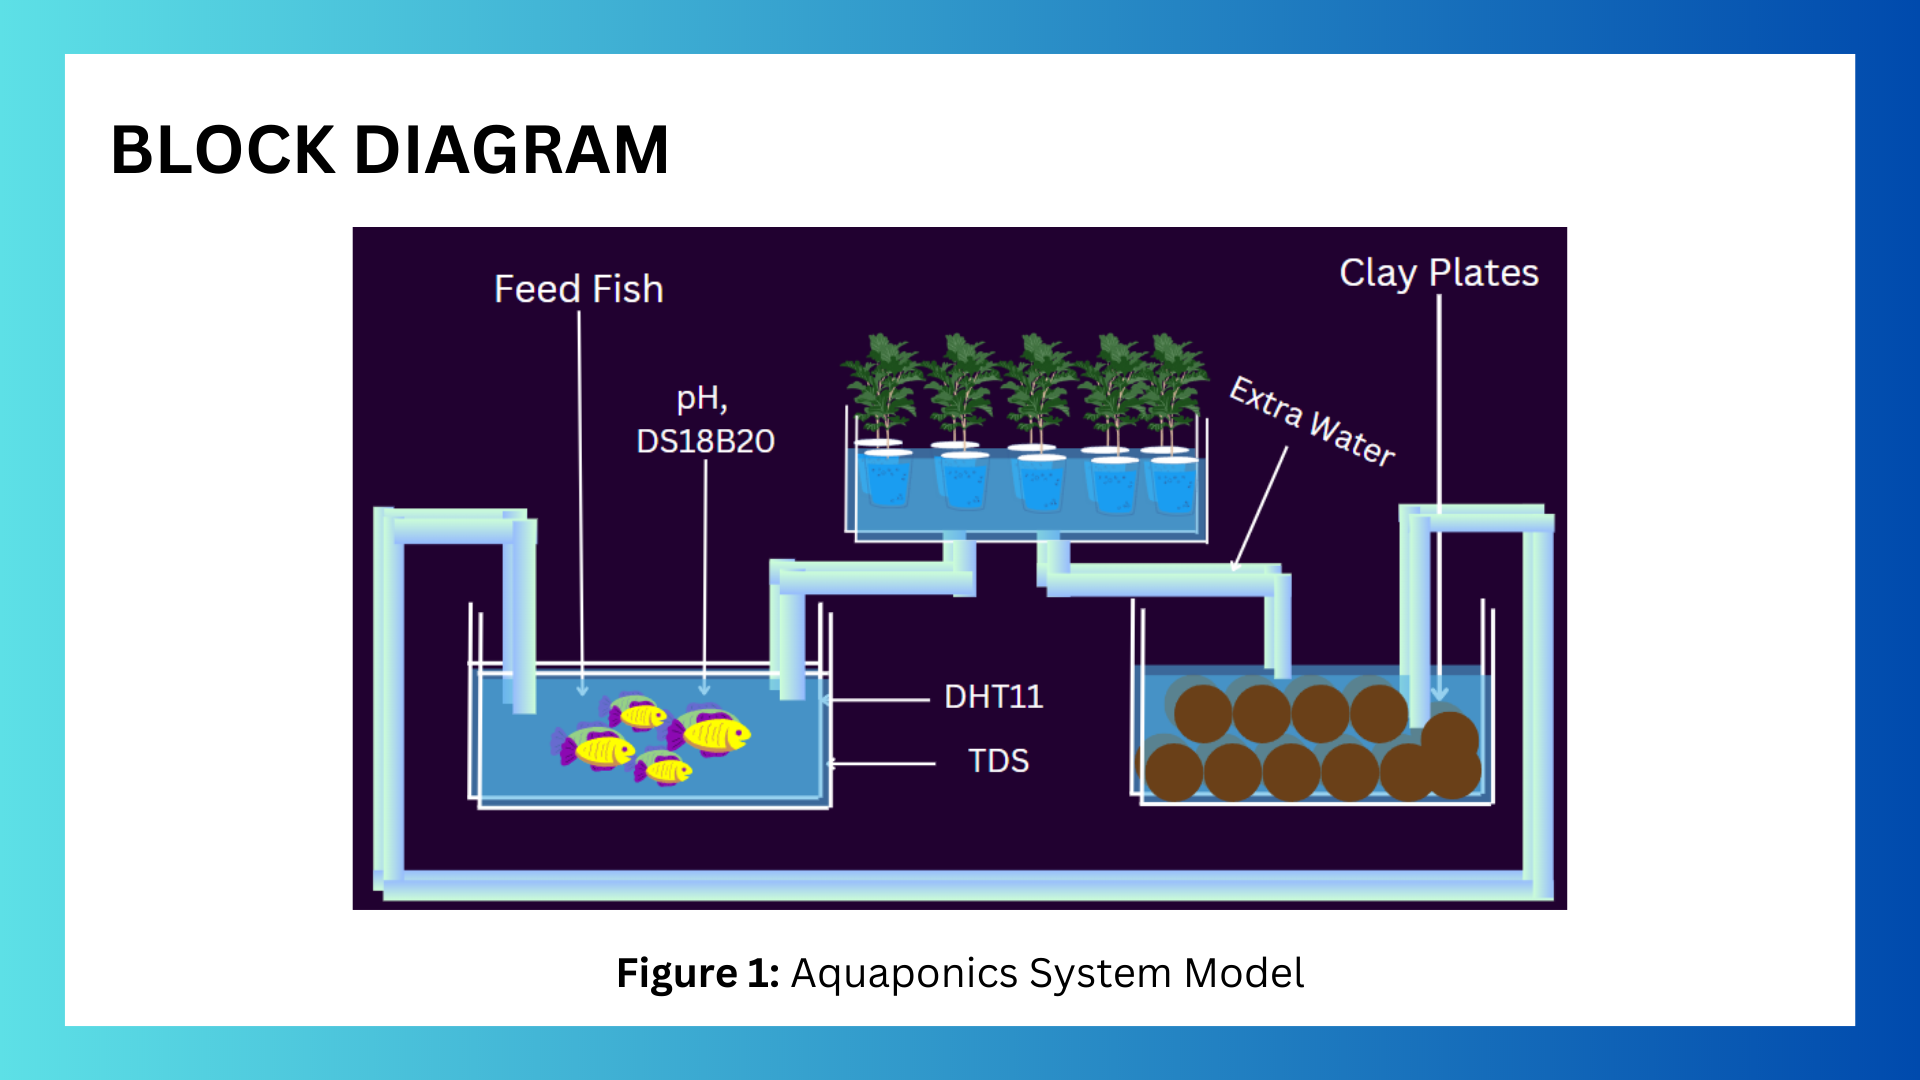 BLOCK DIAGRAM
Feed Fish
Clay Plates
pH,
DS18B20
Extra Water
DHT11
TDS
Figure 1: Aquaponics System Model